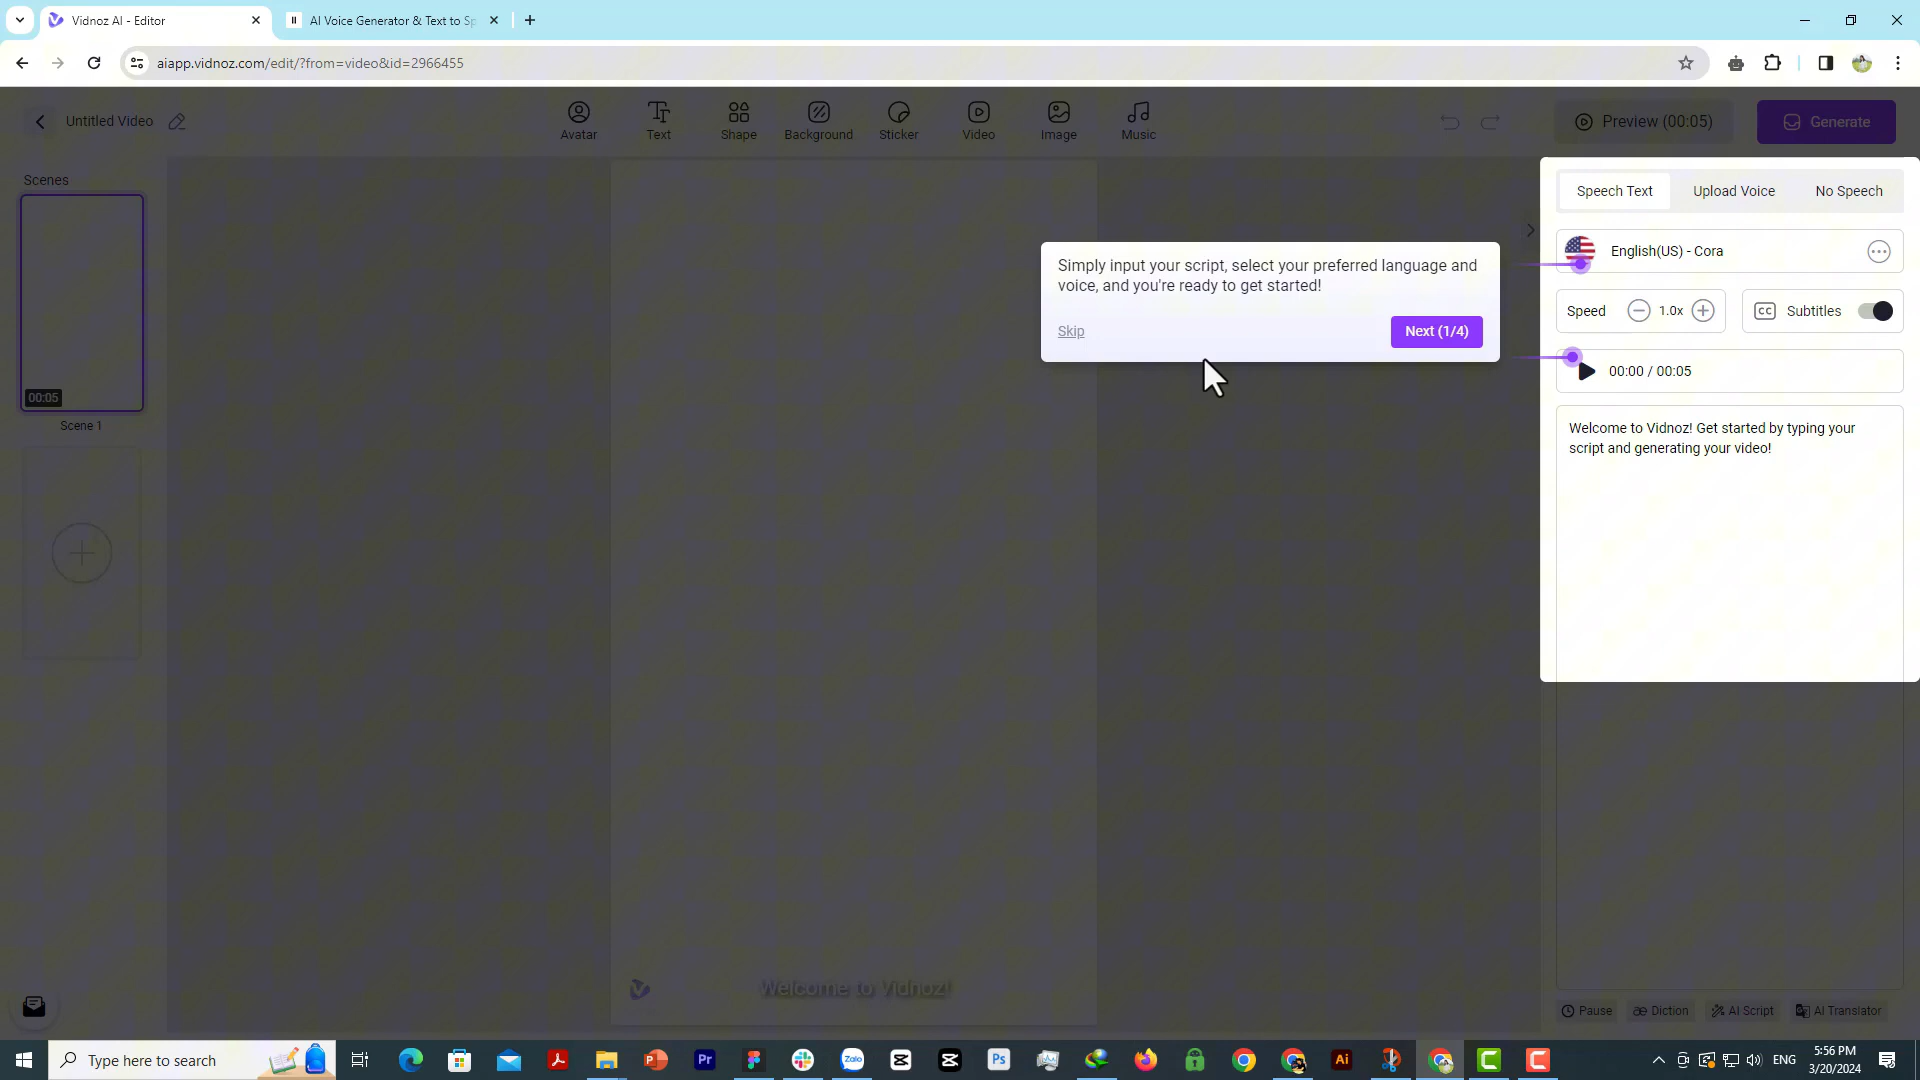 Vidnoz AI - Editor
AI Voice Generator & Text to Sp
aiapp.vidnoz.com/edit/?from=video&id=2966455
Untitled Video
Avatar
Text
Shape
Background
Sticker
Video
Image
Music
Preview (00:05)
Generate
Scenes
00:05
Scene 1
Simply input your script, select your preferred language and
voice, and you're ready to get started!
Skip
Next (1/4)
Speech Text
Upload Voice
No Speech
English(US) - Cora
Speed
1.0x
CC
Subtitles
00:00 / 00:05
Welcome to Vidnoz! Get started by typing your
script and generating your video!
Welcome to Vidnoz!
Pause
æ Diction
AI Script
AI Translator
Type here to search
Pr
Zalo
Ps
Ai
ENG
5:56 PM
3/20/2024